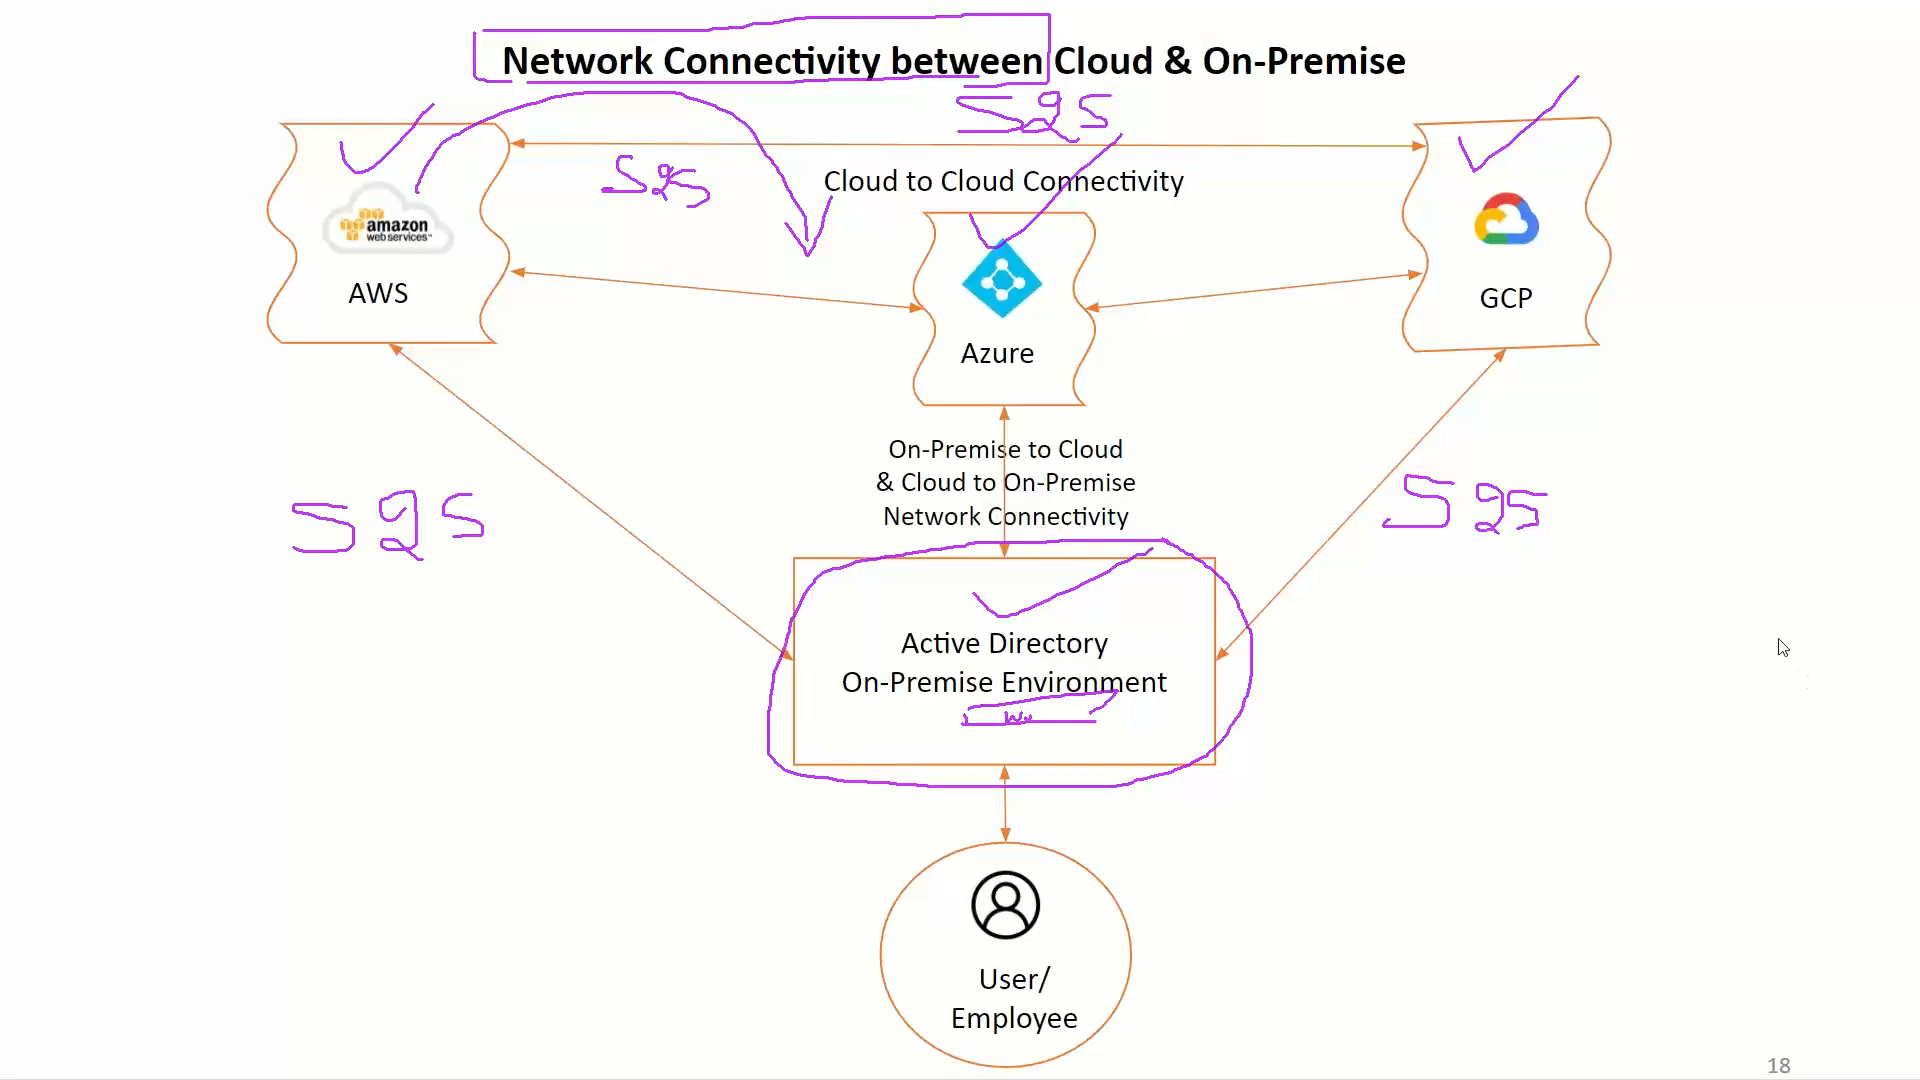 Network Connectivity between Cloud & On-Premise
S2S
S2S
Cloud to Cloud Connectivity
amazon
web services™
AWS
Azure
GCP
On-Premise to Cloud
& Cloud to On-Premise
Network Connectivity
S2S
S2S
Active Directory
On-Premise Environment
User/
Employee
18